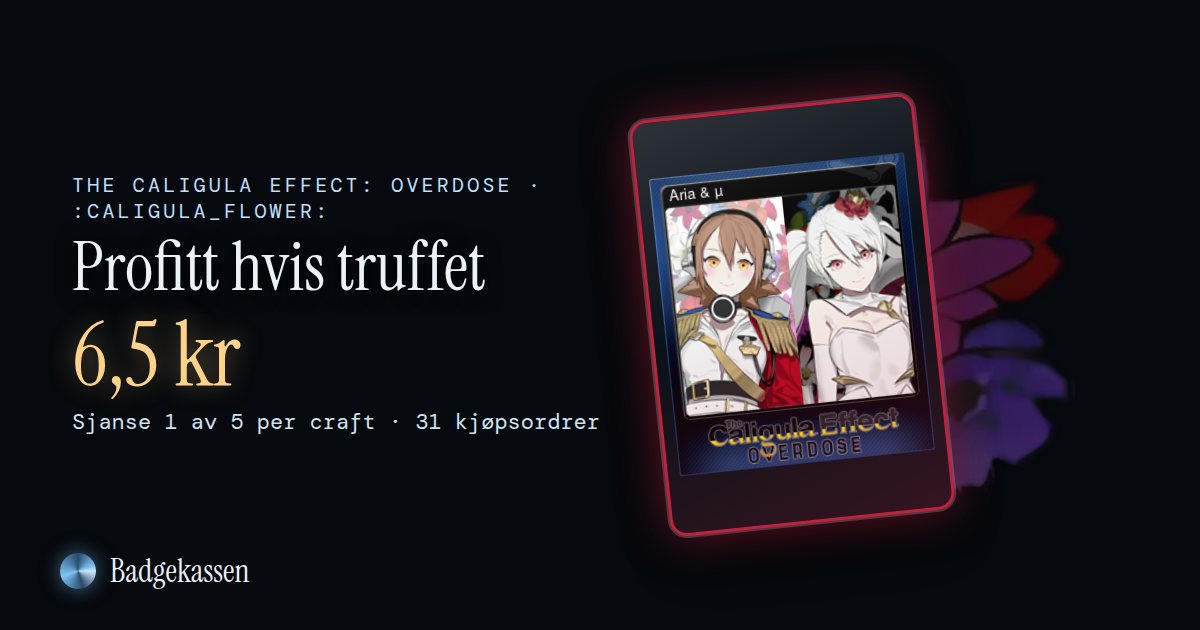 THE CALIGULA EFFECT: OVERDOSE ·
:CALIGULA_FLOWER:
Profitt hvis truffet
6,5 kr
Sjanse 1 av 5 per craft · 31 kjøpsordrer
Aria & μ
The
Caligula Effect
OVERDOSE
Badgekassen